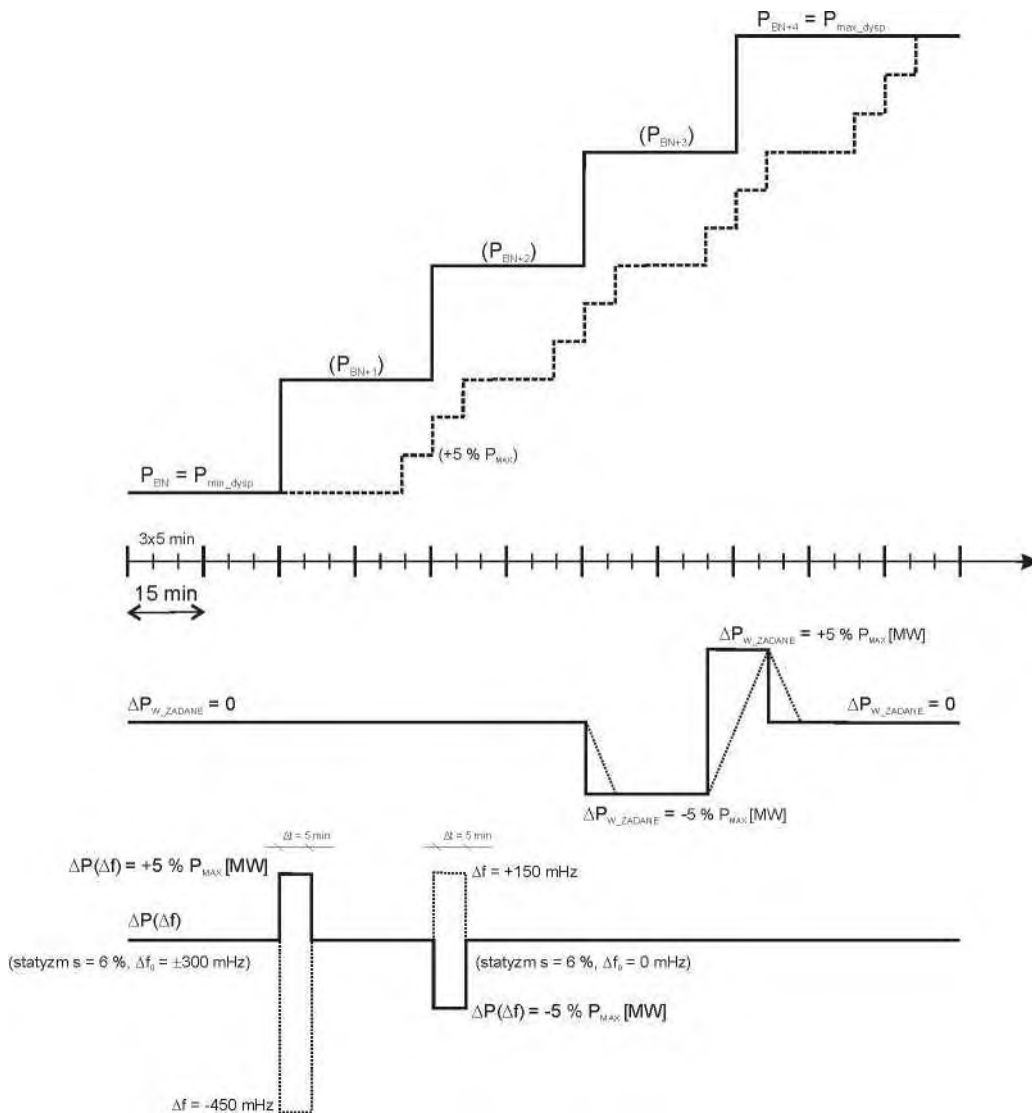 P_BN+4 = P_max_dysp
(P_BN+3)
(P_BN+2)
(P_BN+1)
(+5 % P_MAX)
P_BN = P_min_dysp
3x5 min
15 min
ΔP_W_ZADANE = +5 % P_MAX [MW]
ΔP_W_ZADANE = 0
ΔP_W_ZADANE = 0
ΔP_W_ZADANE = -5 % P_MAX [MW]
Δt = 5 min
Δt = 5 min
ΔP(Δf) = +5 % P_MAX [MW]
Δf = +150 mHz
ΔP(Δf)
(statyzm s = 6 %, Δf₀ = ±300 mHz)
(statyzm s = 6 %, Δf₀ = 0 mHz)
ΔP(Δf) = -5 % P_MAX [MW]
Δf = -450 mHz